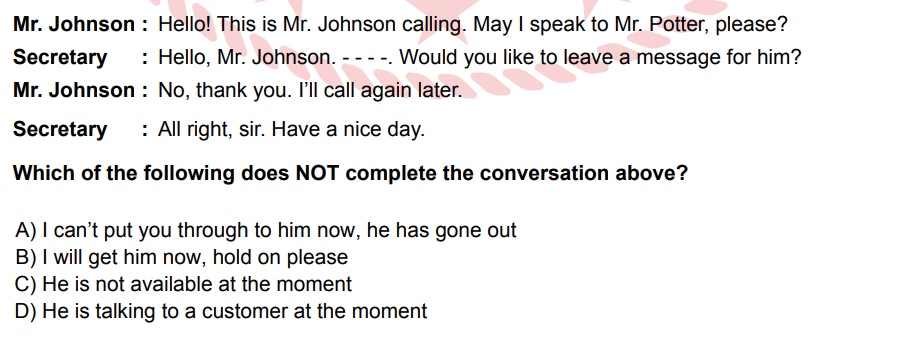 Mr. Johnson : Hello! This is Mr. Johnson calling. May I speak to Mr. Potter, please?
Secretary : Hello, Mr. Johnson. - - - -. Would you like to leave a message for him?
Mr. Johnson : No, thank you. I'll call again later.
Secretary : All right, sir. Have a nice day.
Which of the following does NOT complete the conversation above?
A) I can't put you through to him now, he has gone out
B) I will get him now, hold on please
C) He is not available at the moment
D) He is talking to a customer at the moment